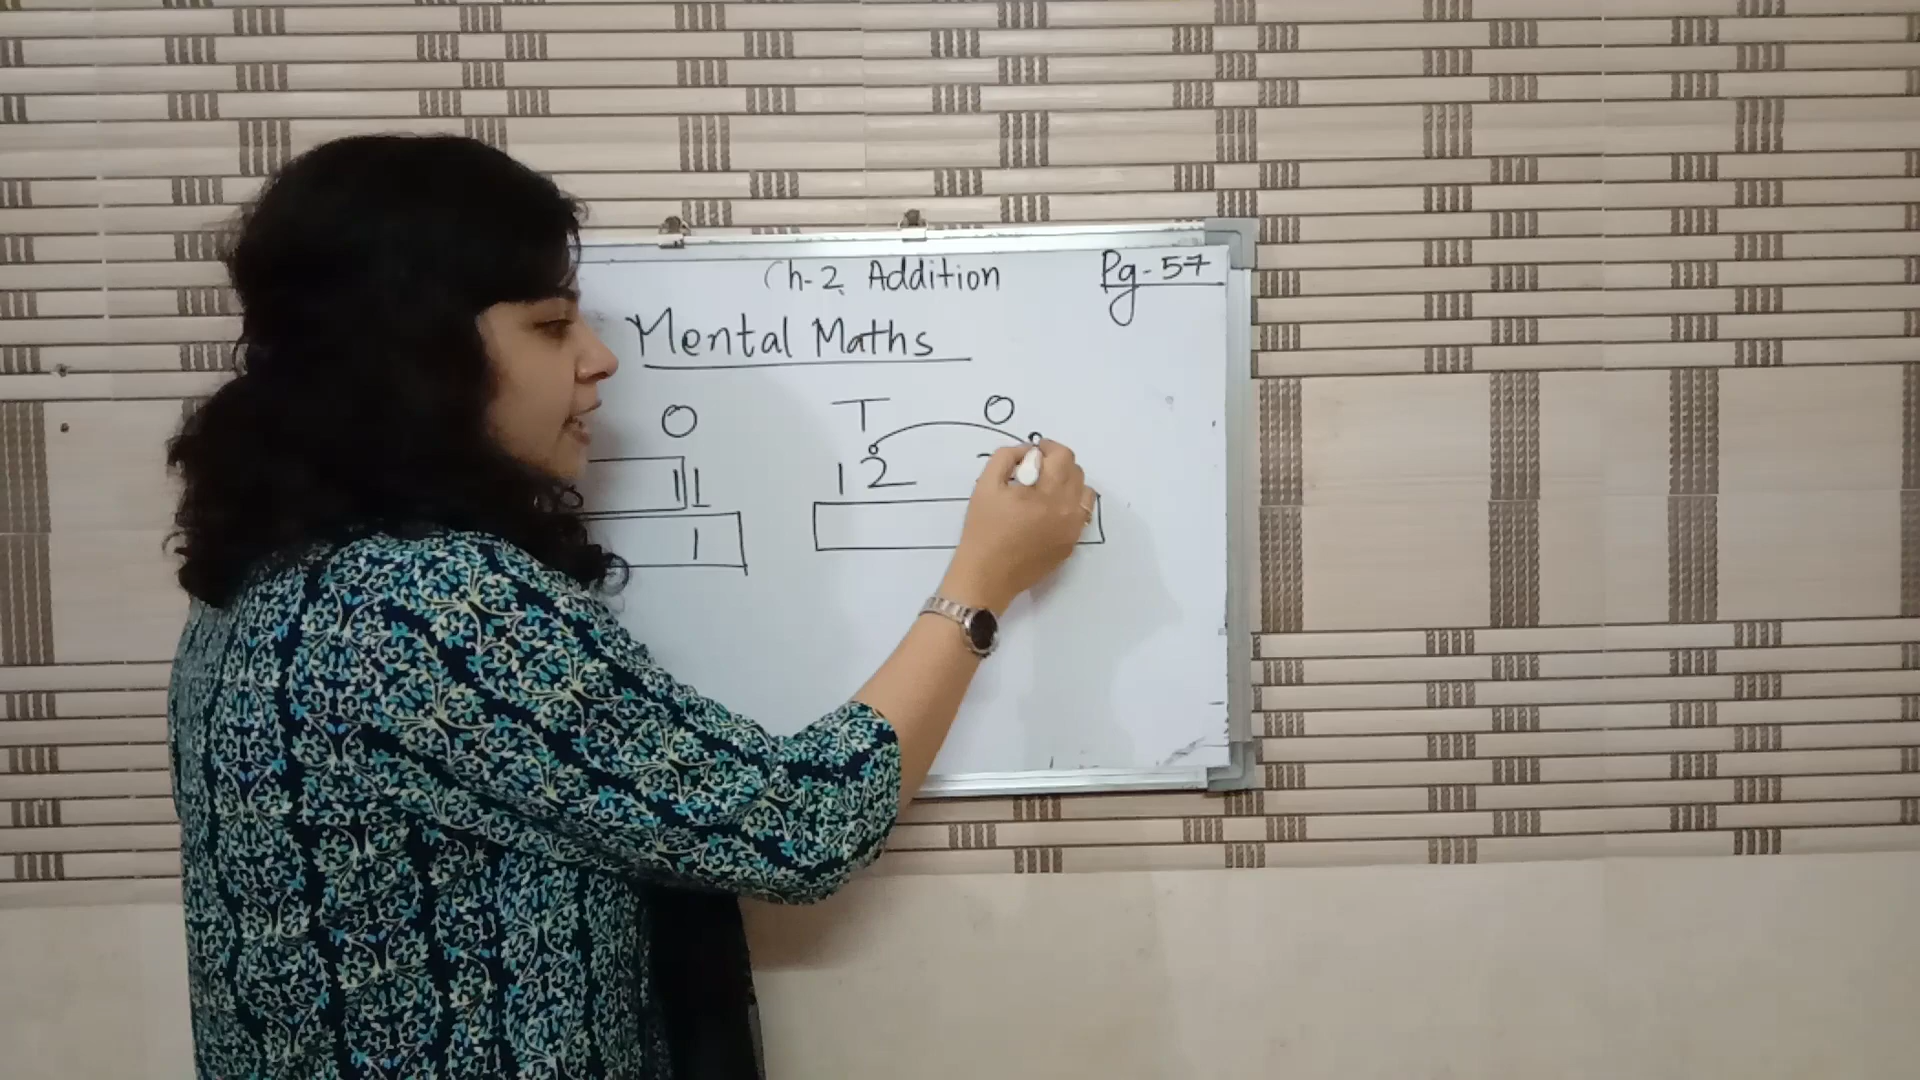 Ch-2 Addition Pg-57
Mental Maths
O T O
11 12
1